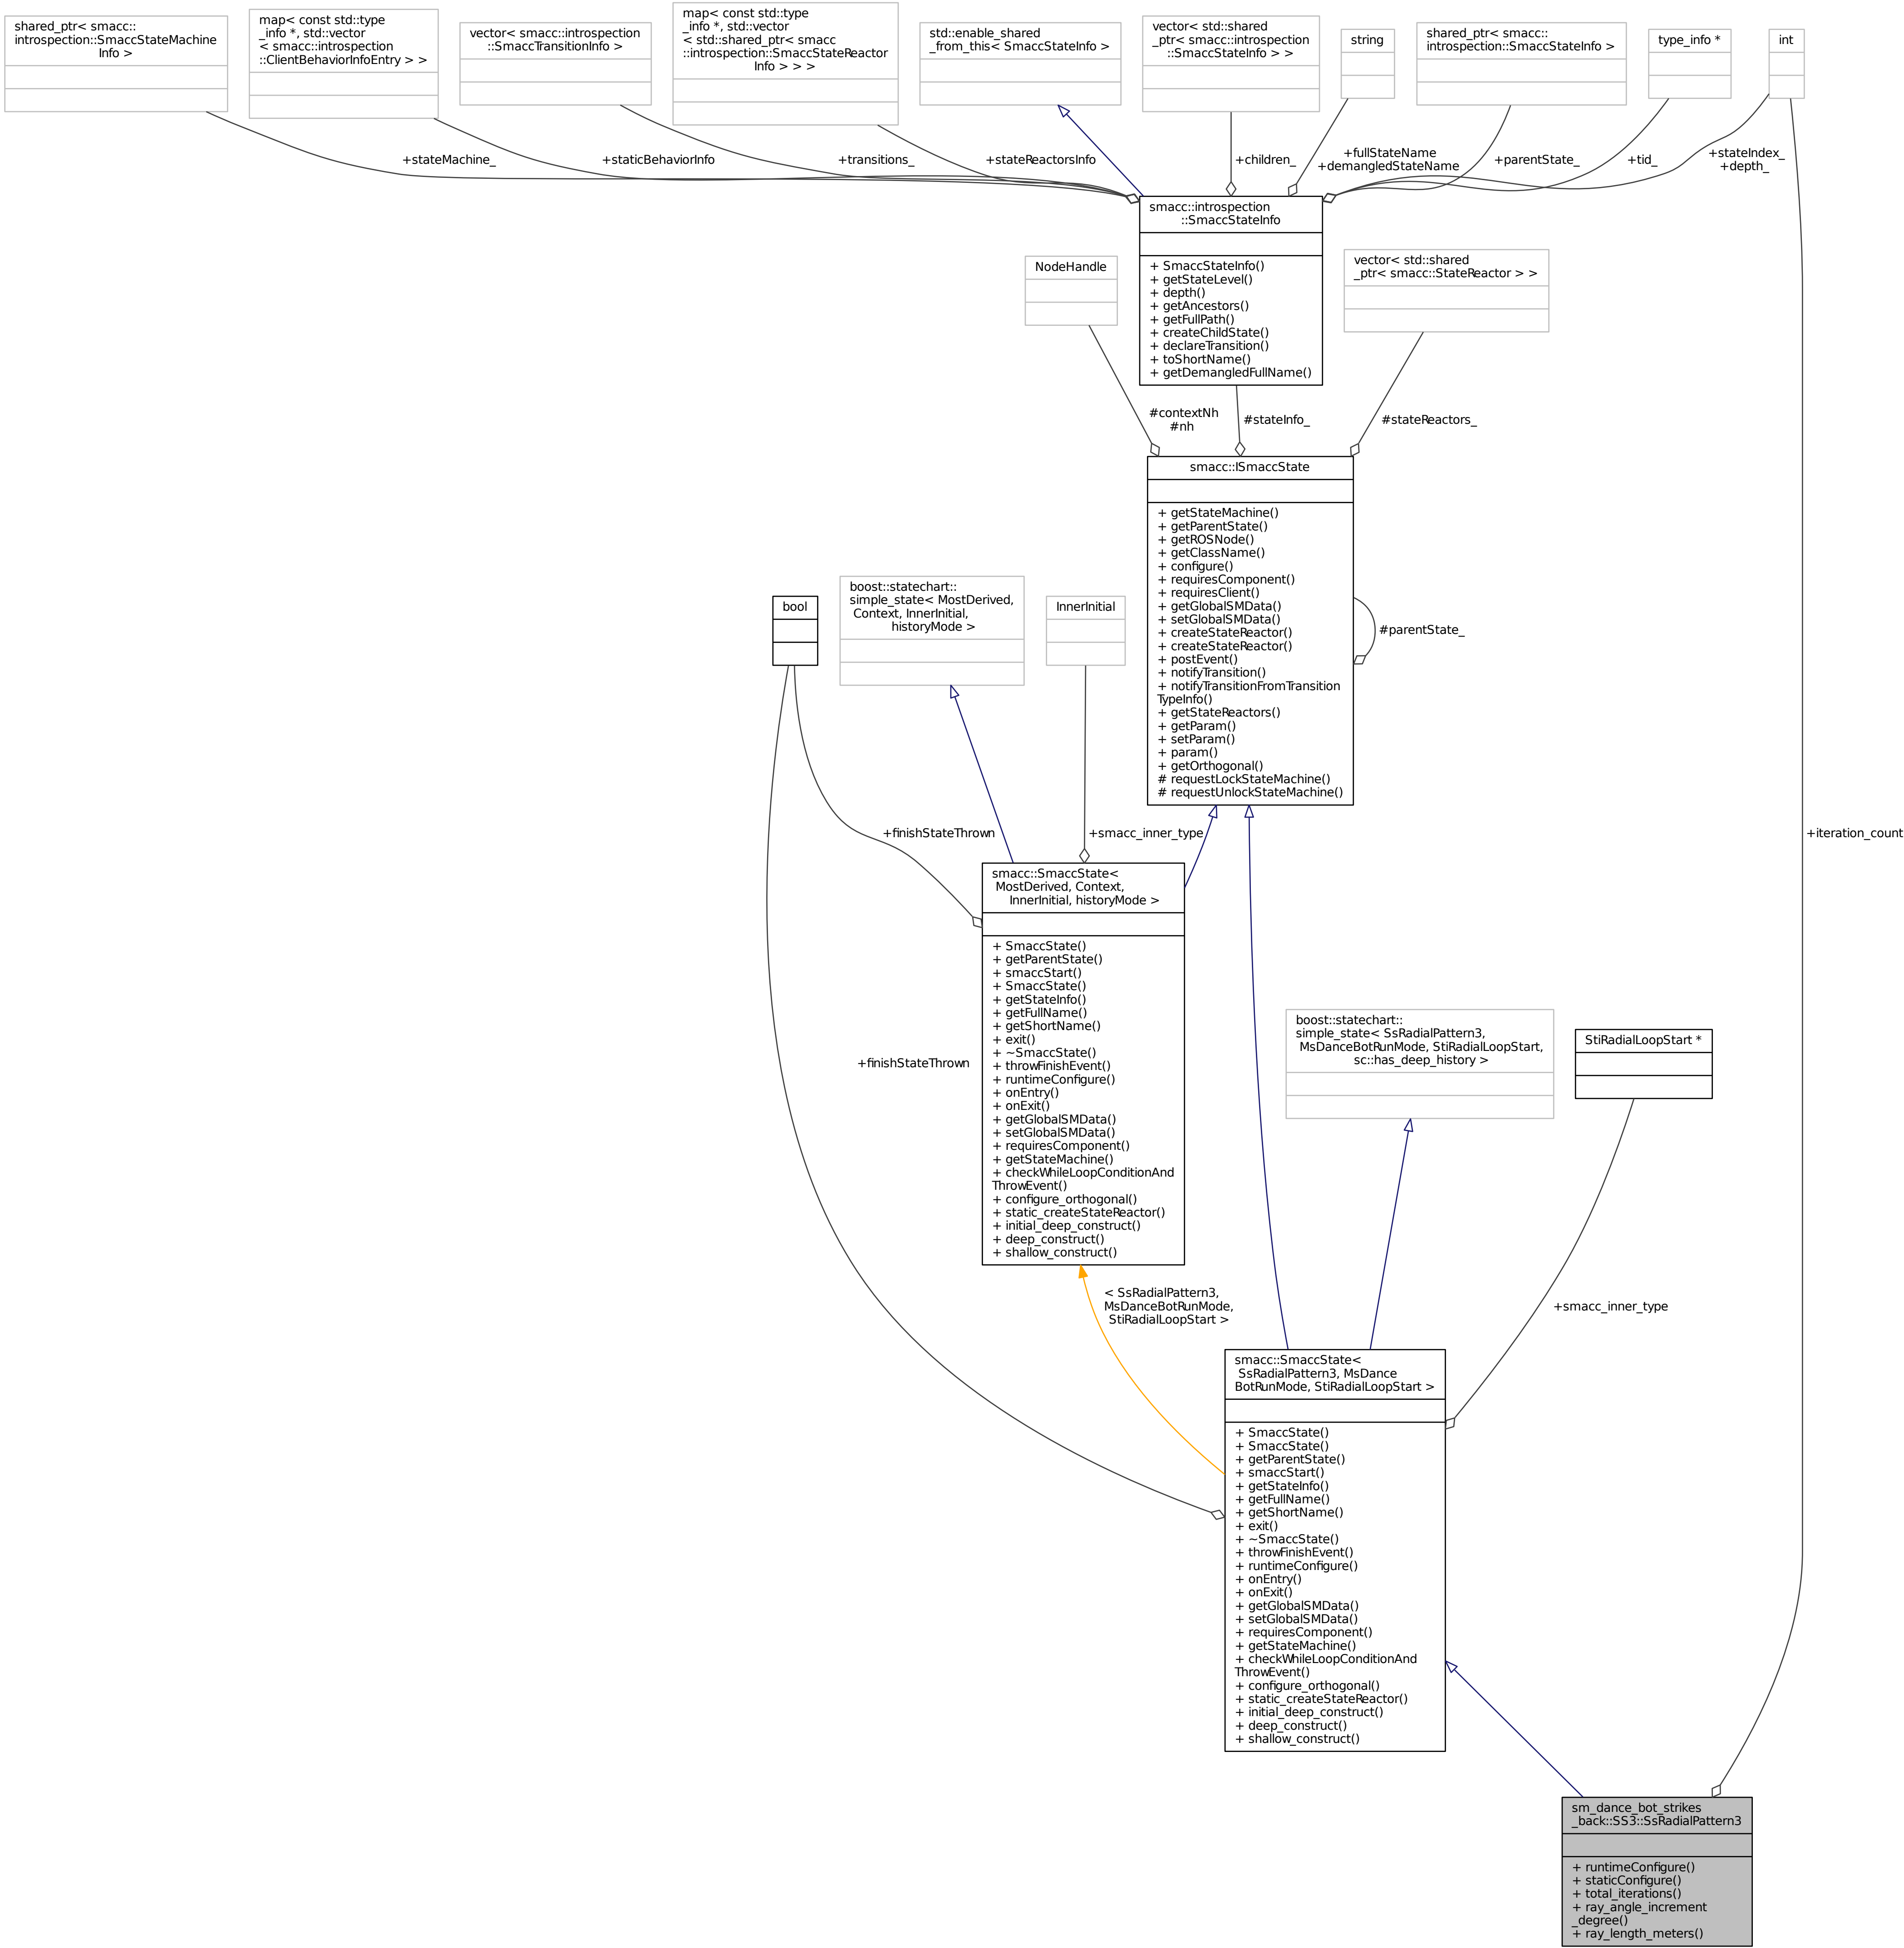 shared_ptr< smacc::
introspection::SmaccStateMachine
Info >
map< const std::type
_info *, std::vector
< smacc::introspection
::ClientBehaviorInfoEntry > >
vector< smacc::introspection
::SmaccTransitionInfo >
map< const std::type
_info *, std::vector
< std::shared_ptr< smacc
::introspection::SmaccStateReactor
Info > > >
std::enable_shared
_from_this< SmaccStateInfo >
vector< std::shared
_ptr< smacc::introspection
::SmaccStateInfo > >
string
shared_ptr< smacc::
introspection::SmaccStateInfo >
type_info *
int
+stateMachine_
+staticBehaviorInfo
+transitions_
+stateReactorsInfo
+children_
+fullStateName
+demangledStateName
+parentState_
+tid_
+stateIndex_
+depth_
smacc::introspection
::SmaccStateInfo
+ SmaccStateInfo()
+ getStateLevel()
+ depth()
+ getAncestors()
+ getFullPath()
+ createChildState()
+ declareTransition()
+ toShortName()
+ getDemangledFullName()
NodeHandle
vector< std::shared
_ptr< smacc::StateReactor > >
#contextNh
#nh
#stateInfo_
#stateReactors_
smacc::ISmaccState
+ getStateMachine()
+ getParentState()
+ getROSNode()
+ getClassName()
+ configure()
+ requiresComponent()
+ requiresClient()
+ getGlobalSMData()
+ setGlobalSMData()
+ createStateReactor()
+ createStateReactor()
+ postEvent()
+ notifyTransition()
+ notifyTransitionFromTransition
TypeInfo()
+ getStateReactors()
+ getParam()
+ setParam()
+ param()
+ getOrthogonal()
# requestLockStateMachine()
# requestUnlockStateMachine()
#parentState_
bool
boost::statechart::
simple_state< MostDerived,
Context, InnerInitial,
historyMode >
InnerInitial
+finishStateThrown
+smacc_inner_type
+iteration_count
smacc::SmaccState<
MostDerived, Context,
InnerInitial, historyMode >
+ SmaccState()
+ getParentState()
+ smaccStart()
+ SmaccState()
+ getStateInfo()
+ getFullName()
+ getShortName()
+ exit()
+ ~SmaccState()
+ throwFinishEvent()
+ runtimeConfigure()
+ onEntry()
+ onExit()
+ getGlobalSMData()
+ setGlobalSMData()
+ requiresComponent()
+ getStateMachine()
+ checkWhileLoopConditionAnd
ThrowEvent()
+ configure_orthogonal()
+ static_createStateReactor()
+ initial_deep_construct()
+ deep_construct()
+ shallow_construct()
+finishStateThrown
boost::statechart::
simple_state< SsRadialPattern3,
MsDanceBotRunMode, StiRadialLoopStart,
sc::has_deep_history >
StiRadialLoopStart *
< SsRadialPattern3,
MsDanceBotRunMode,
StiRadialLoopStart >
+smacc_inner_type
smacc::SmaccState<
SsRadialPattern3, MsDance
BotRunMode, StiRadialLoopStart >
+ SmaccState()
+ SmaccState()
+ getParentState()
+ smaccStart()
+ getStateInfo()
+ getFullName()
+ getShortName()
+ exit()
+ ~SmaccState()
+ throwFinishEvent()
+ runtimeConfigure()
+ onEntry()
+ onExit()
+ getGlobalSMData()
+ setGlobalSMData()
+ requiresComponent()
+ getStateMachine()
+ checkWhileLoopConditionAnd
ThrowEvent()
+ configure_orthogonal()
+ static_createStateReactor()
+ initial_deep_construct()
+ deep_construct()
+ shallow_construct()
sm_dance_bot_strikes
_back::SS3::SsRadialPattern3
+ runtimeConfigure()
+ staticConfigure()
+ total_iterations()
+ ray_angle_increment
_degree()
+ ray_length_meters()